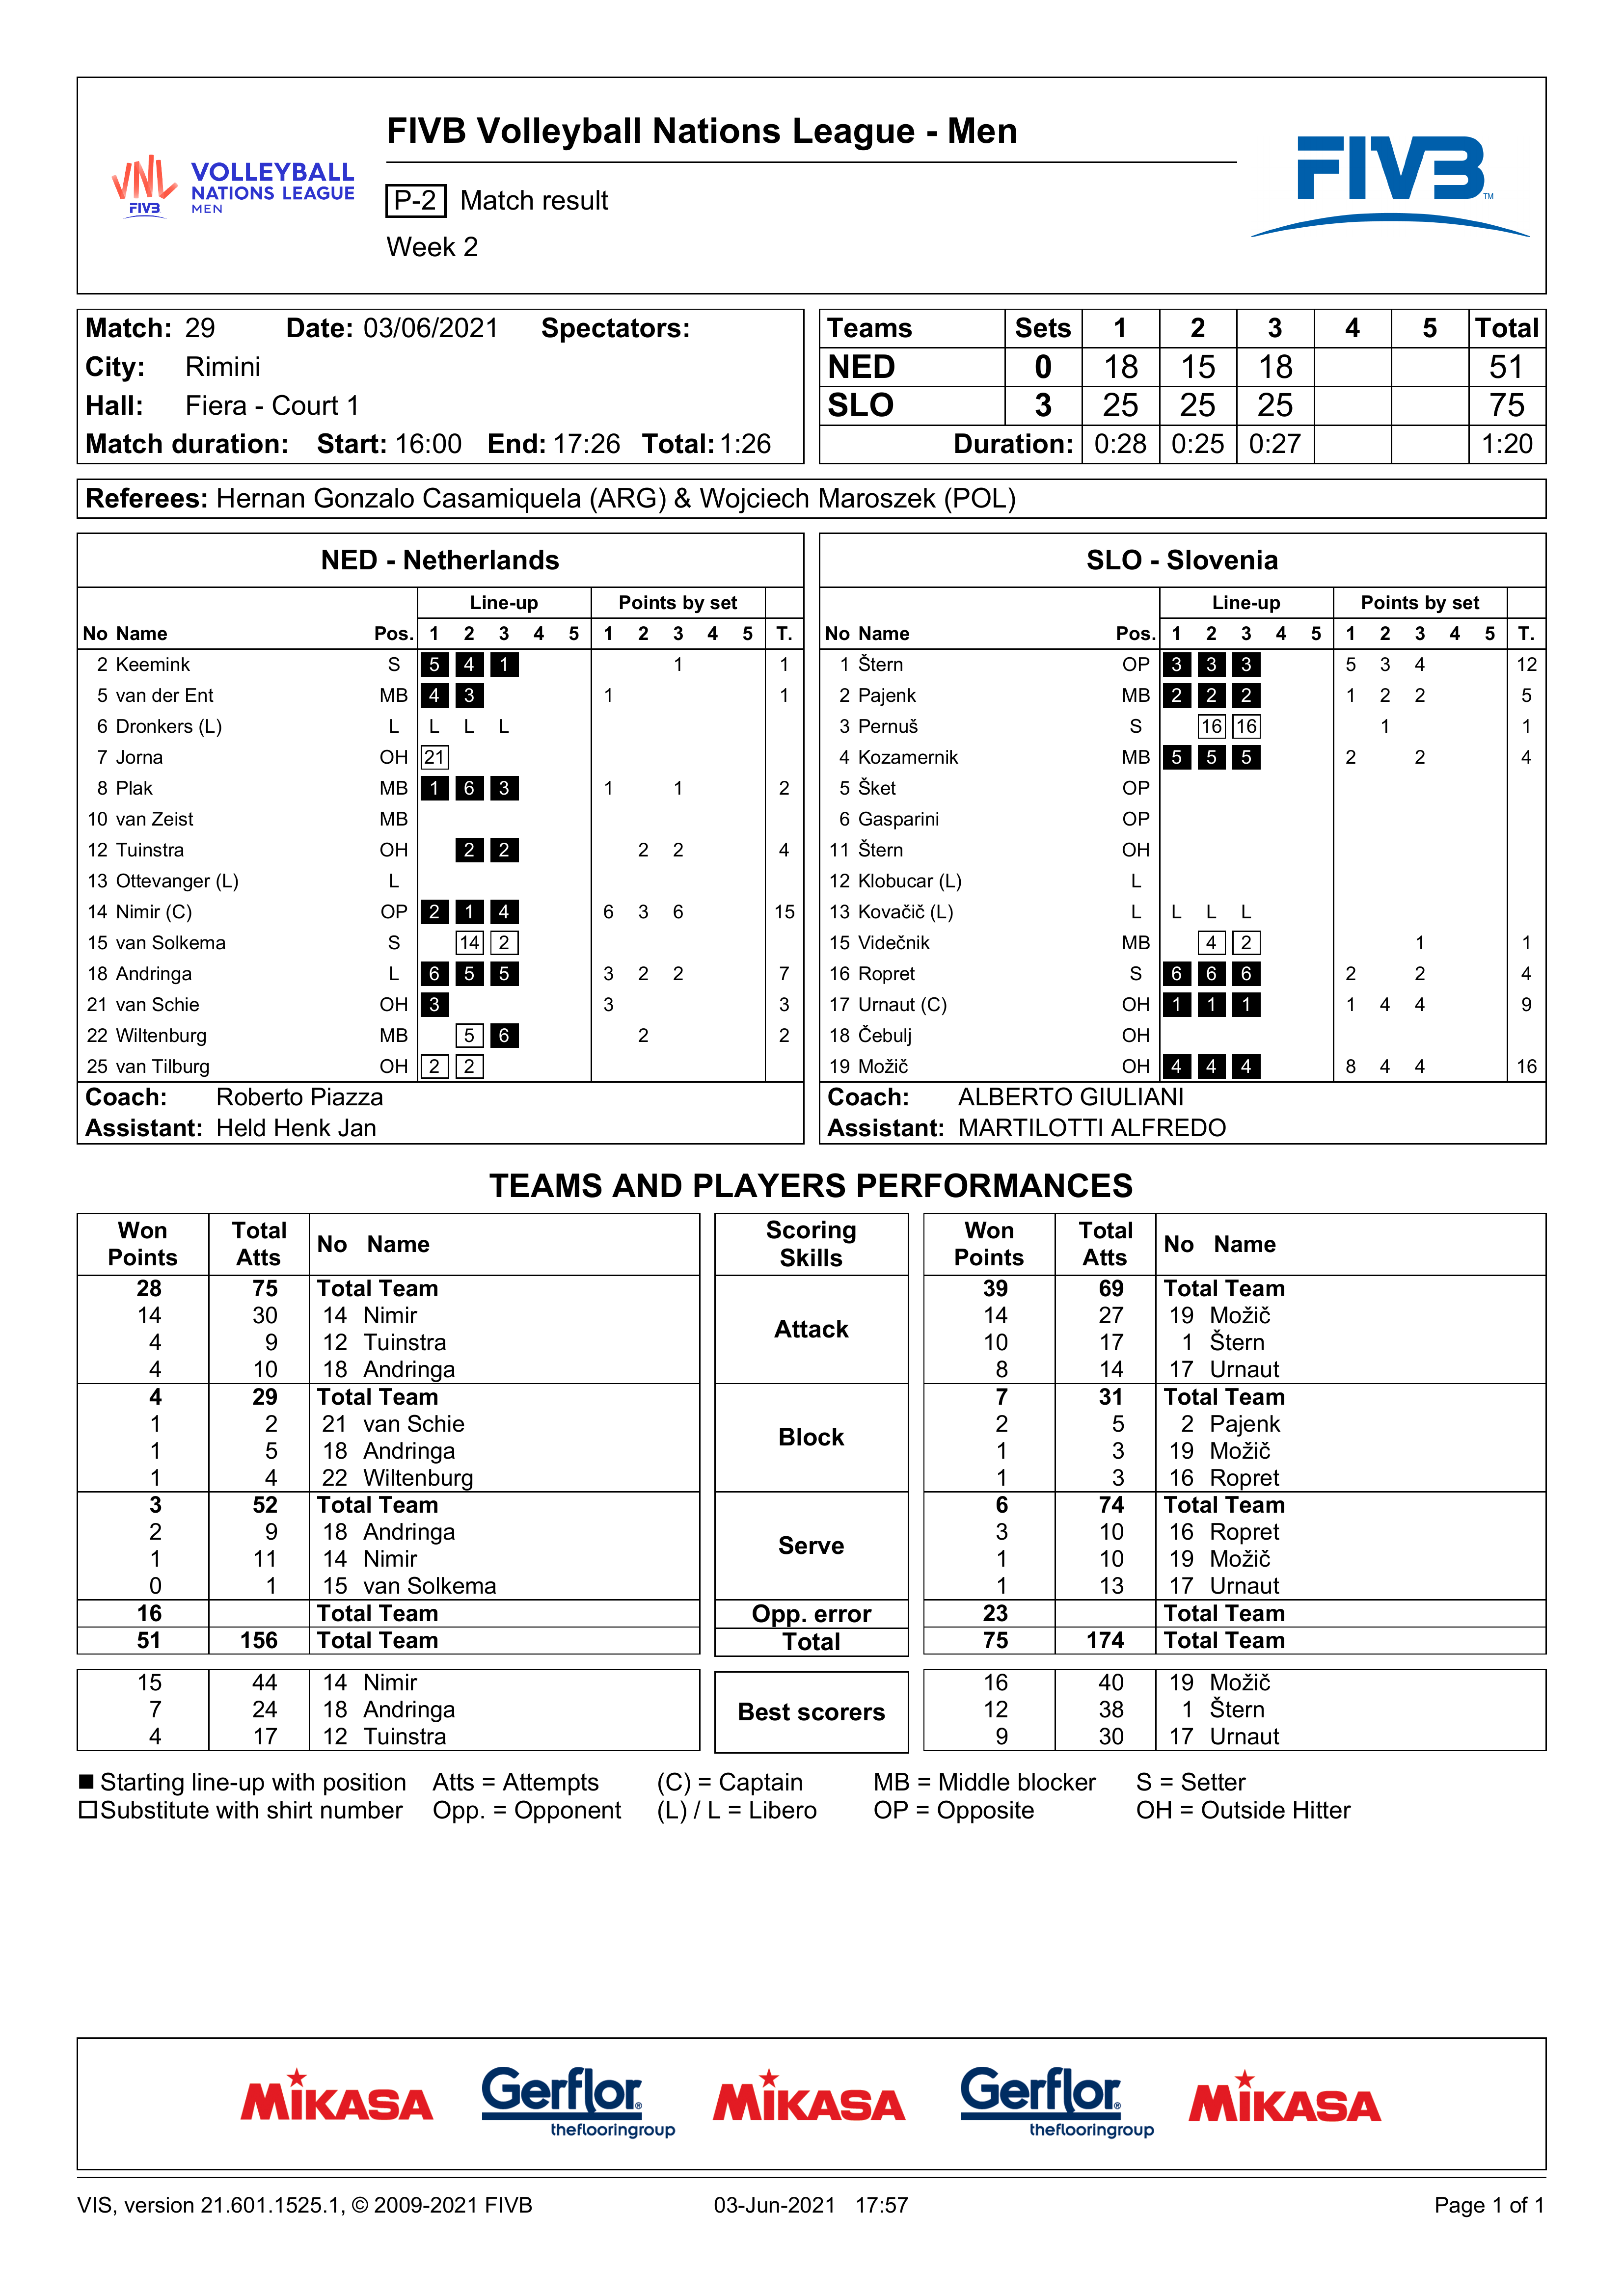 FIVB Volleyball Nations League - Men
VNL FIVB
VOLLEYBALL
NATIONS LEAGUE
MEN
P-2 Match result
Week 2
FIVB TM
Match: 29 Date: 03/06/2021 Spectators:
City: Rimini
Hall: Fiera - Court 1
Match duration: Start: 16:00 End: 17:26 Total: 1:26
Teams Sets 1 2 3 4 5 Total
NED 0 18 15 18 51
SLO 3 25 25 25 75
Duration: 0:28 0:25 0:27 1:20
Referees: Hernan Gonzalo Casamiquela (ARG) & Wojciech Maroszek (POL)
NED - Netherlands
Line-up Points by set
No Name Pos. 1 2 3 4 5 1 2 3 4 5 T.
2 Keemink S 5 4 1 1 1
5 van der Ent MB 4 3 1 1
6 Dronkers (L) L L L L
7 Jorna OH 21
8 Plak MB 1 6 3 1 1 2
10 van Zeist MB
12 Tuinstra OH 2 2 2 2 4
13 Ottevanger (L) L
14 Nimir (C) OP 2 1 4 6 3 6 15
15 van Solkema S 14 2
18 Andringa L 6 5 5 3 2 2 7
21 van Schie OH 3 3 3
22 Wiltenburg MB 5 6 2 2
25 van Tilburg OH 2 2
Coach: Roberto Piazza
Assistant: Held Henk Jan
SLO - Slovenia
Line-up Points by set
No Name Pos. 1 2 3 4 5 1 2 3 4 5 T.
1 Štern OP 3 3 3 5 3 4 12
2 Pajenk MB 2 2 2 1 2 2 5
3 Pernuš S 16 16 1 1
4 Kozamernik MB 5 5 5 2 2 4
5 Šket OP
6 Gasparini OP
11 Štern OH
12 Klobucar (L) L
13 Kovačič (L) L L L L
15 Videčnik MB 4 2 1 1
16 Ropret S 6 6 6 2 2 4
17 Urnaut (C) OH 1 1 1 1 4 4 9
18 Čebulj OH
19 Možič OH 4 4 4 8 4 4 16
Coach: ALBERTO GIULIANI
Assistant: MARTILOTTI ALFREDO
TEAMS AND PLAYERS PERFORMANCES
Won Points Total Atts No Name Scoring Skills Won Points Total Atts No Name
28 75 Total Team Attack 39 69 Total Team
14 30 14 Nimir 14 27 19 Možič
4 9 12 Tuinstra 10 17 1 Štern
4 10 18 Andringa 8 14 17 Urnaut
4 29 Total Team Block 7 31 Total Team
1 2 21 van Schie 2 5 2 Pajenk
1 5 18 Andringa 1 3 19 Možič
1 4 22 Wiltenburg 1 3 16 Ropret
3 52 Total Team Serve 6 74 Total Team
2 9 18 Andringa 3 10 16 Ropret
1 11 14 Nimir 1 10 19 Možič
0 1 15 van Solkema 1 13 17 Urnaut
16 Total Team Opp. error 23 Total Team
51 156 Total Team Total 75 174 Total Team
15 44 14 Nimir Best scorers 16 40 19 Možič
7 24 18 Andringa 12 38 1 Štern
4 17 12 Tuinstra 9 30 17 Urnaut
Starting line-up with position Atts = Attempts (C) = Captain MB = Middle blocker S = Setter
Substitute with shirt number Opp. = Opponent (L) / L = Libero OP = Opposite OH = Outside Hitter
MIKASA Gerflor® theflooringgroup MIKASA Gerflor® theflooringgroup MIKASA
VIS, version 21.601.1525.1, © 2009-2021 FIVB 03-Jun-2021 17:57 Page 1 of 1